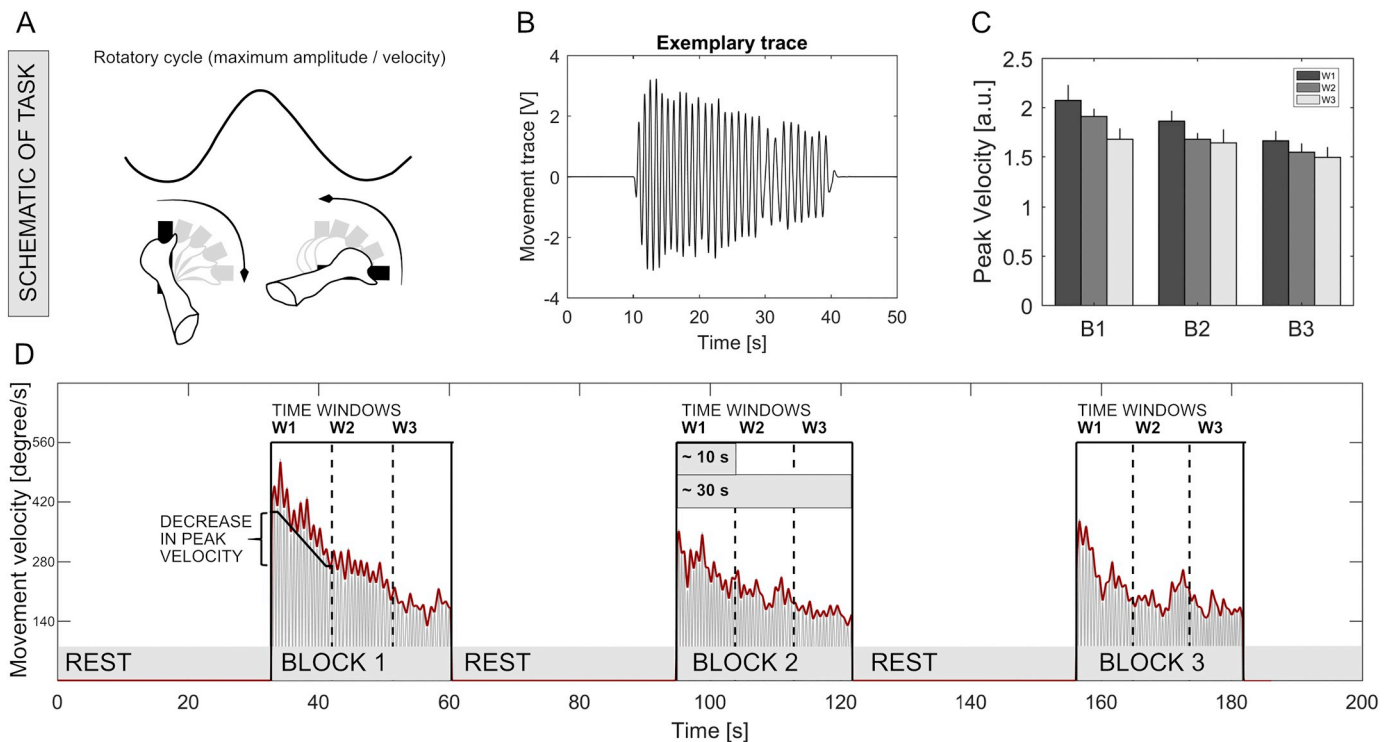 A
SCHEMATIC OF TASK
Rotatory cycle (maximum amplitude / velocity)
B
Exemplary trace
Movement trace [V]
4
2
0
-2
-4
0 10 20 30 40 50
Time [s]
C
Peak Velocity [a.u.]
2.5
2
1.5
1
0.5
0
W1
W2
W3
B1 B2 B3
D
Movement velocity [degree/s]
560
420
280
140
TIME WINDOWS
W1 W2 W3
DECREASE
IN PEAK
VELOCITY
TIME WINDOWS
W1 W2 W3
~ 10 s
~ 30 s
TIME WINDOWS
W1 W2 W3
REST BLOCK 1 REST BLOCK 2 REST BLOCK 3
0 20 40 60 80 100 120 140 160 180 200
Time [s]